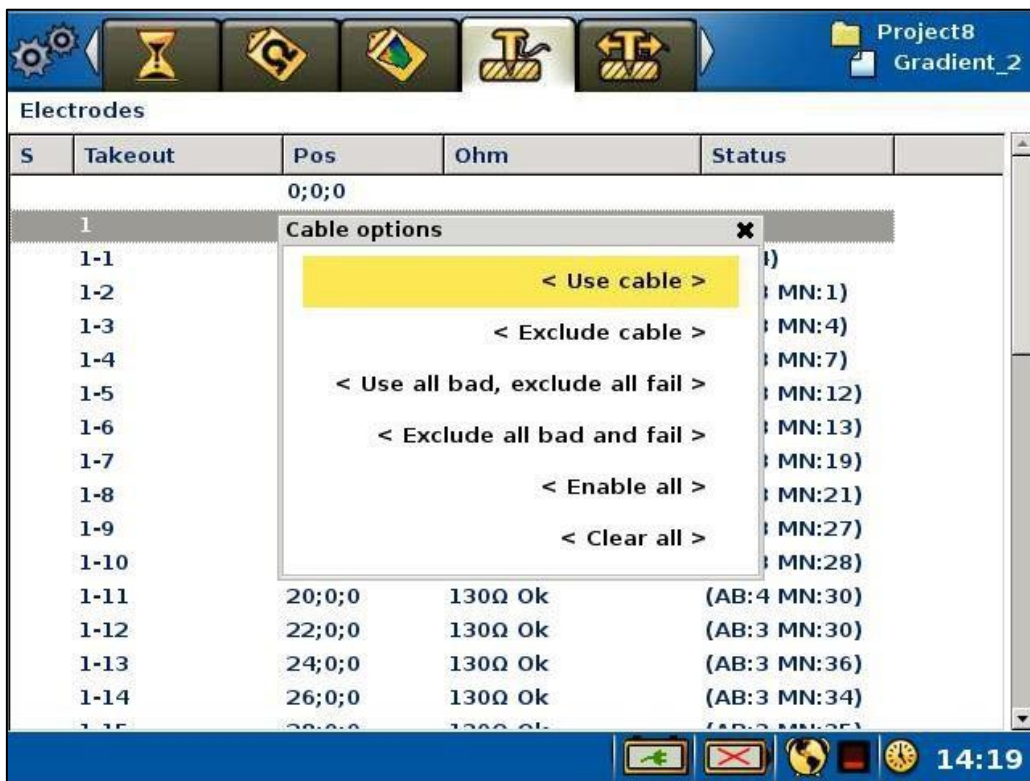 Project8
Gradient_2
Electrodes
S Takeout Pos Ohm Status
0;0;0
1
Cable options
1-1 4)
< Use cable >
1-2 MN:1)
1-3 MN:4)
< Exclude cable >
1-4 MN:7)
< Use all bad, exclude all fail >
1-5 MN:12)
1-6 MN:13)
< Exclude all bad and fail >
1-7 MN:19)
1-8 MN:21)
< Enable all >
1-9 MN:27)
< Clear all >
1-10 MN:28)
1-11 20;0;0 130Ω Ok (AB:4 MN:30)
1-12 22;0;0 130Ω Ok (AB:3 MN:30)
1-13 24;0;0 130Ω Ok (AB:3 MN:36)
1-14 26;0;0 130Ω Ok (AB:3 MN:34)
14:19